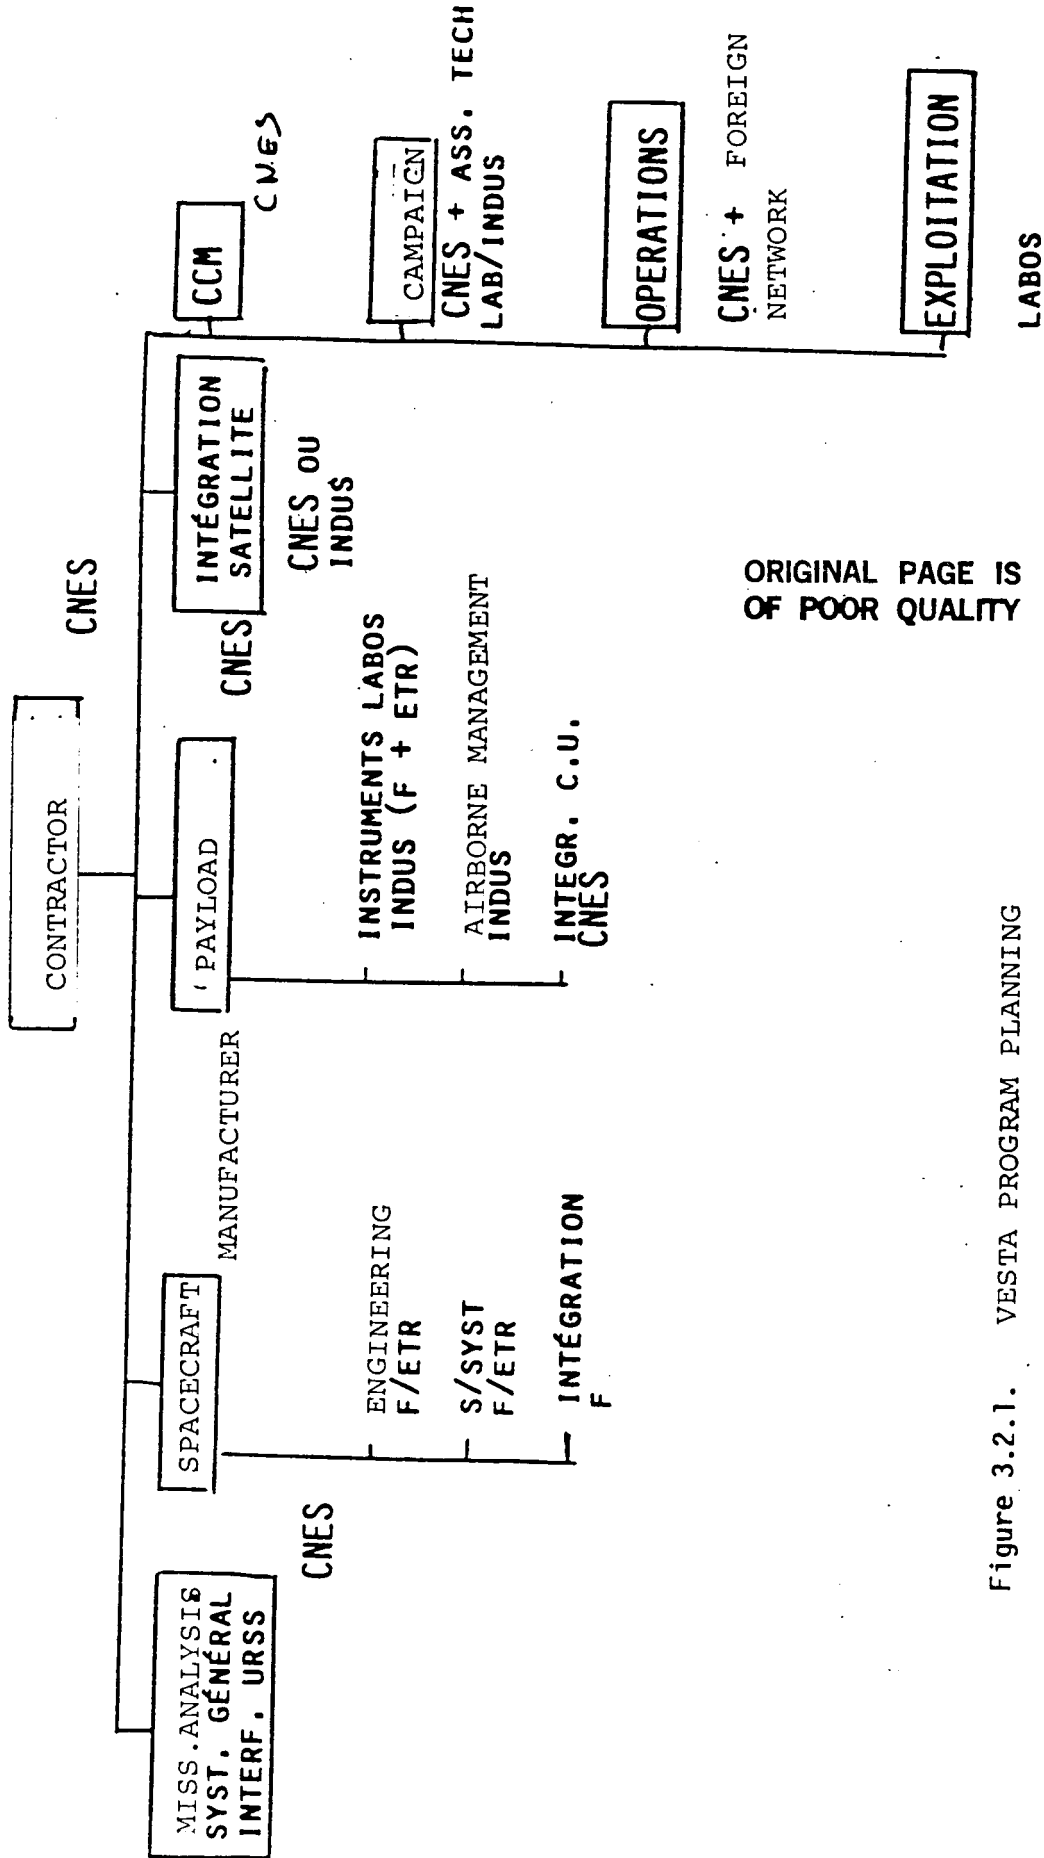 CONTRACTOR
CNES
MISS.ANALYSIS
SYST. GÉNÉRAL
INTERF. URSS
CNES
SPACECRAFT
MANUFACTURER
ENGINEERING
F/ETR
S/SYST
F/ETR
INTÉGRATION
F
PAYLOAD
CNES
INSTRUMENTS LABOS
INDUS (F + ETR)
AIRBORNE MANAGEMENT
INDUS
INTEGR. C.U.
CNES
INTÉGRATION
SATELLITE
CNES OU
INDUS
CCM
CNES
CAMPAIGN
CNES + ASS. TECH
LAB/INDUS
OPERATIONS
CNES + FOREIGN
NETWORK
EXPLOITATION
LABOS
ORIGINAL PAGE IS
OF POOR QUALITY
Figure 3.2.1. VESTA PROGRAM PLANNING